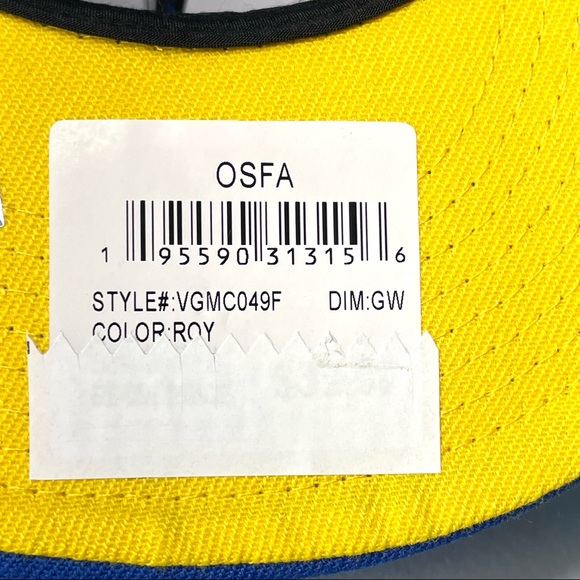 OSFA
1 95590 31315 6
STYLE#:VGMC049F DIM:GW
COLOR:ROY